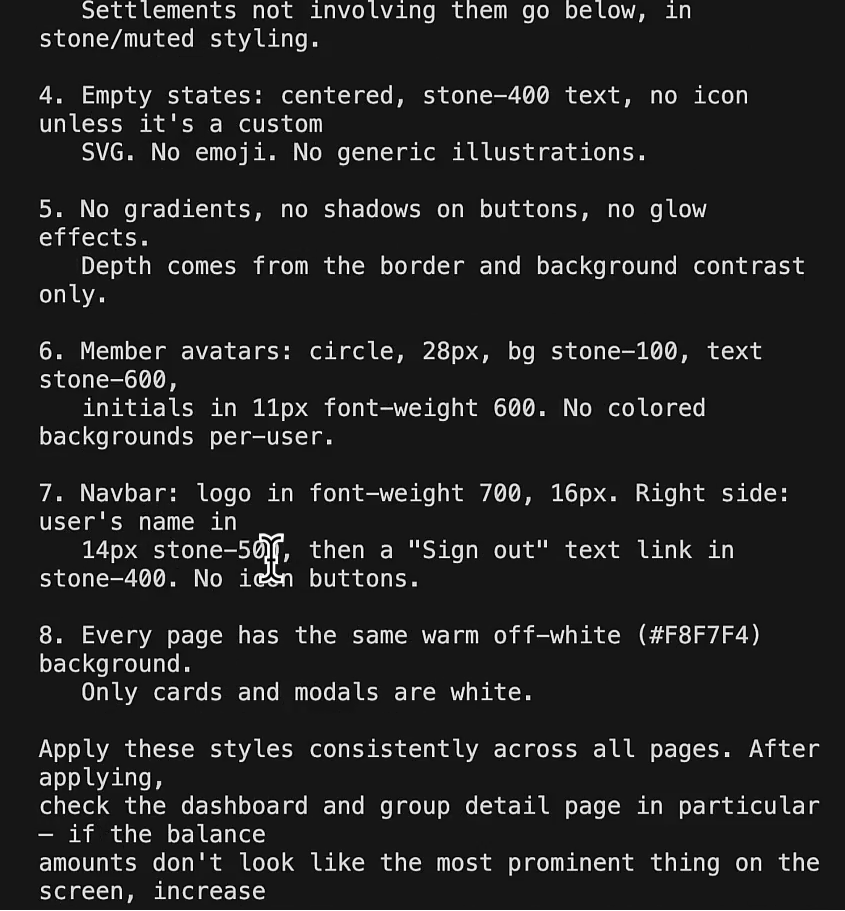 Settlements not involving them go below, in
stone/muted styling.
4. Empty states: centered, stone-400 text, no icon
unless it's a custom
SVG. No emoji. No generic illustrations.
5. No gradients, no shadows on buttons, no glow
effects.
Depth comes from the border and background contrast
only.
6. Member avatars: circle, 28px, bg stone-100, text
stone-600,
initials in 11px font-weight 600. No colored
backgrounds per-user.
7. Navbar: logo in font-weight 700, 16px. Right side:
user's name in
14px stone-500, then a "Sign out" text link in
stone-400. No icon buttons.
8. Every page has the same warm off-white (#F8F7F4)
background.
Only cards and modals are white.
Apply these styles consistently across all pages. After
applying,
check the dashboard and group detail page in particular
— if the balance
amounts don't look like the most prominent thing on the
screen, increase